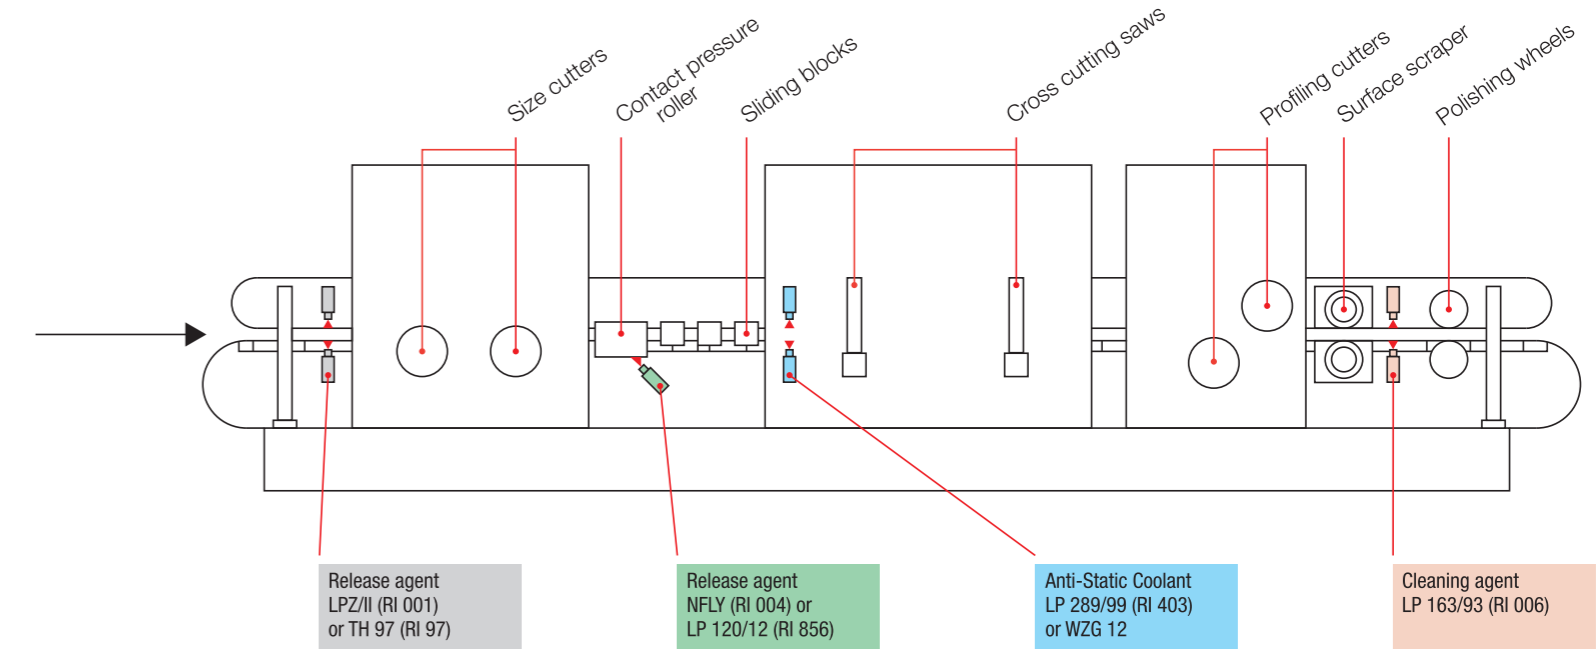 Size cutters
Contact pressure
roller
Sliding blocks
Cross cutting saws
Profiling cutters
Surface scraper
Polishing wheels
Release agent
LPZ/II (RI 001)
or TH 97 (RI 97)
Release agent
NFLY (RI 004) or
LP 120/12 (RI 856)
Anti-Static Coolant
LP 289/99 (RI 403)
or WZG 12
Cleaning agent
LP 163/93 (RI 006)